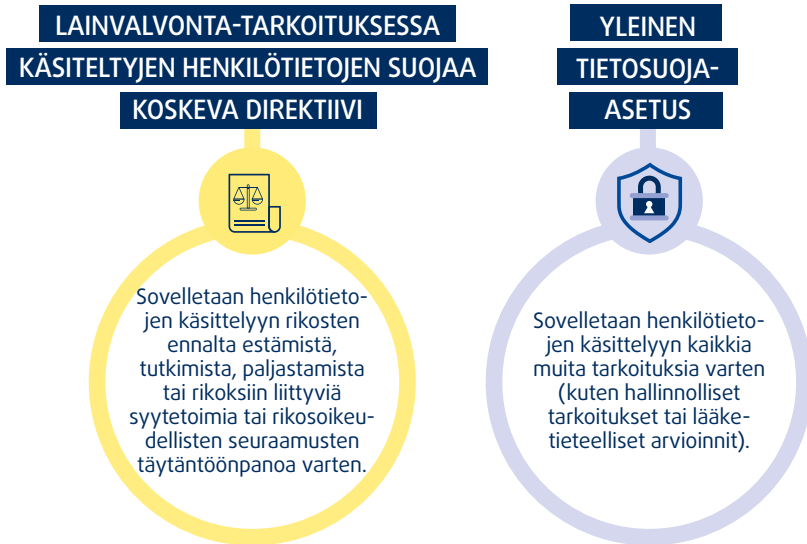 LAINVALVONTA-TARKOITUKSESSA
KÄSITELTYJEN HENKILÖTIETOJEN SUOJAA
KOSKEVA DIREKTIIVI
Sovelletaan henkilötieto-
jen käsittelyyn rikosten
ennalta estämistä,
tutkimista, paljastamista
tai rikoksiin liittyviä
syytetoimia tai rikosoikeu-
dellisten seuraamusten
täytäntöönpanoa varten.
YLEINEN
TIETOSUOJA-
ASETUS
Sovelletaan henkilötieto-
jen käsittelyyn kaikkia
muita tarkoituksia varten
(kuten hallinnolliset
tarkoitukset tai lääke-
tieteelliset arvioinnit).